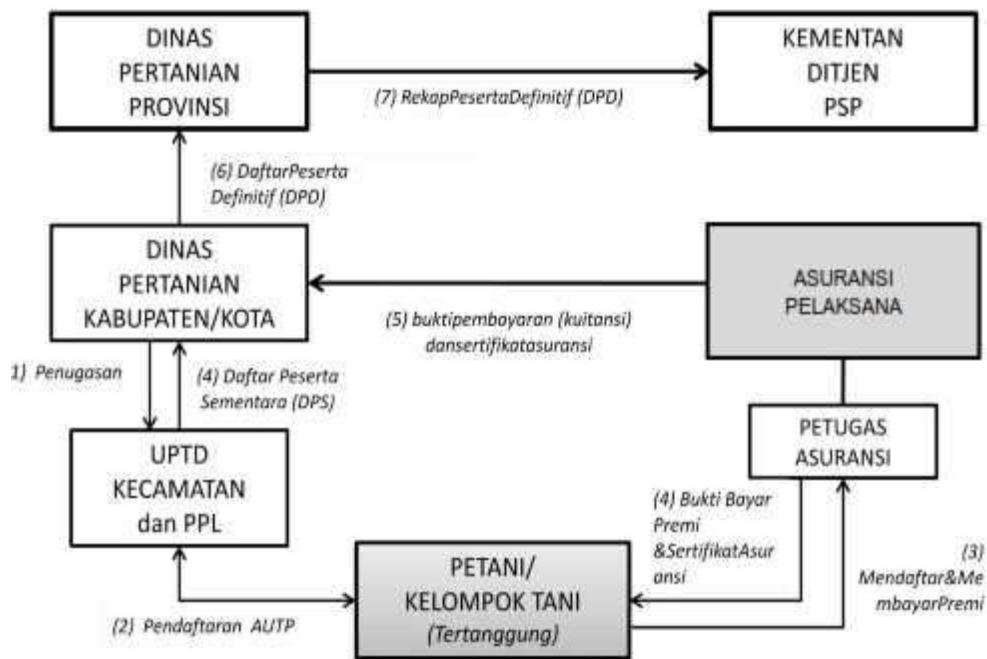 DINAS
PERTANIAN
PROVINSI
KEMENTAN
DITJEN
PSP
(7) RekapPesertaDefinitif (DPD)
(6) DaftarPeserta
Definitif (DPD)
DINAS
PERTANIAN
KABUPATEN/KOTA
ASURANSI
PELAKSANA
(5) buktipembayaran (kuitansi)
dansertifikatasuransi
1) Penugasan
(4) Daftar Peserta
Sementara (DPS)
UPTD
KECAMATAN
dan PPL
PETUGAS
ASURANSI
(4) Bukti Bayar
Premi
&SertifikatAsur
ansi
(3)
Mendaftar&Me
mbayarPremi
PETANI/
KELOMPOK TANI
(Tertanggung)
(2) Pendaftaran AUTP